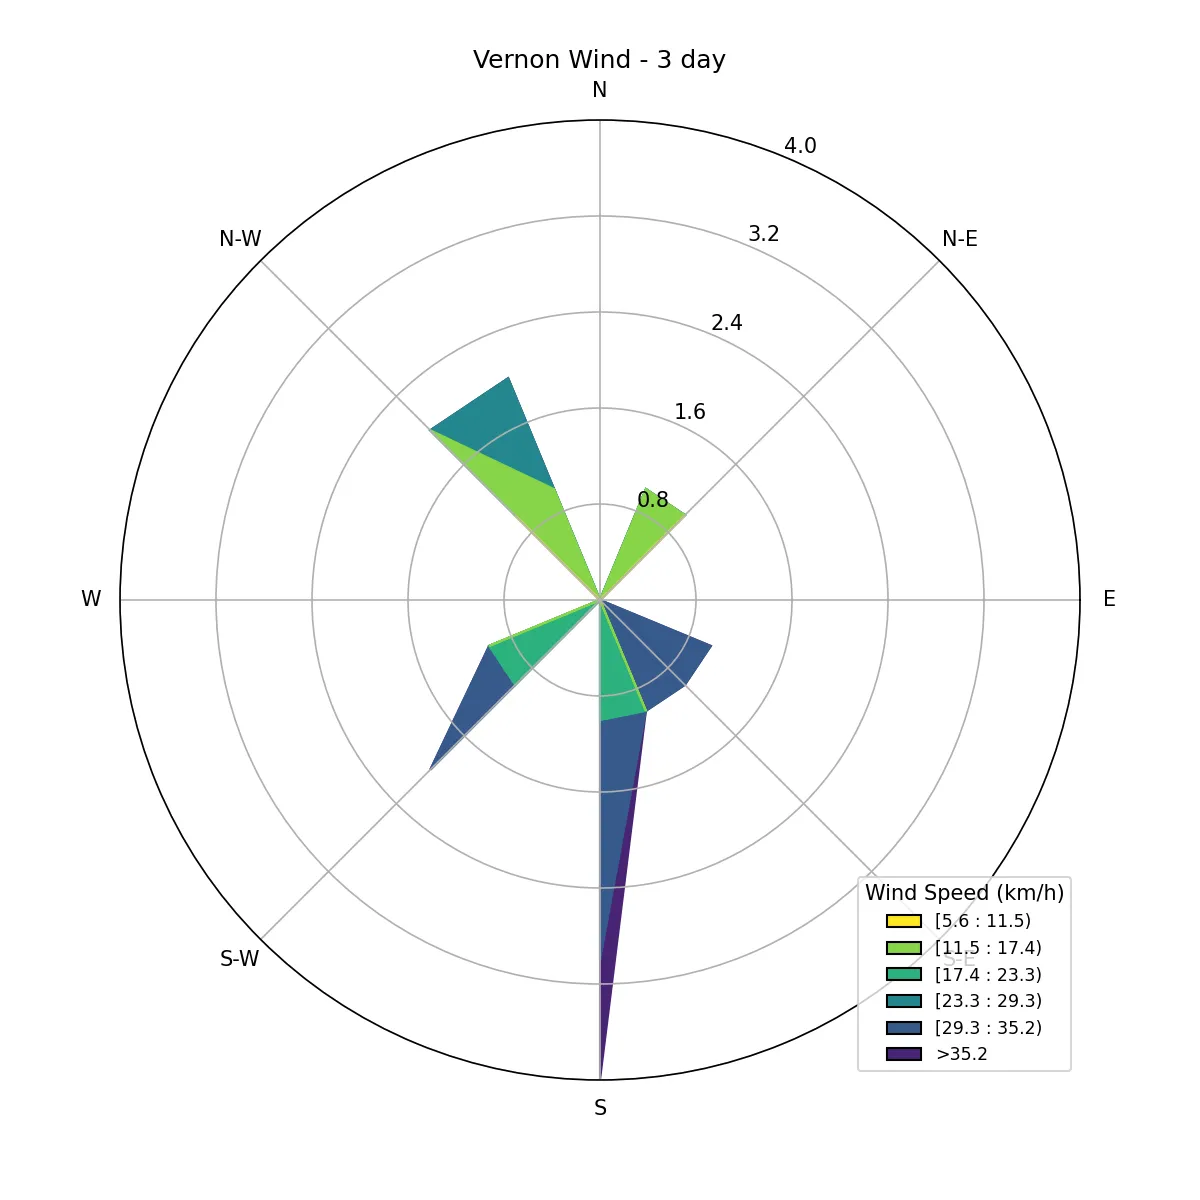 Vernon Wind - 3 day
N
4.0
3.2
N-W
N-E
2.4
1.6
0.8
W
E
Wind Speed (km/h)
[5.6 : 11.5)
[11.5 : 17.4)
S-W
S-E
[17.4 : 23.3)
[23.3 : 29.3)
[29.3 : 35.2)
>35.2
S